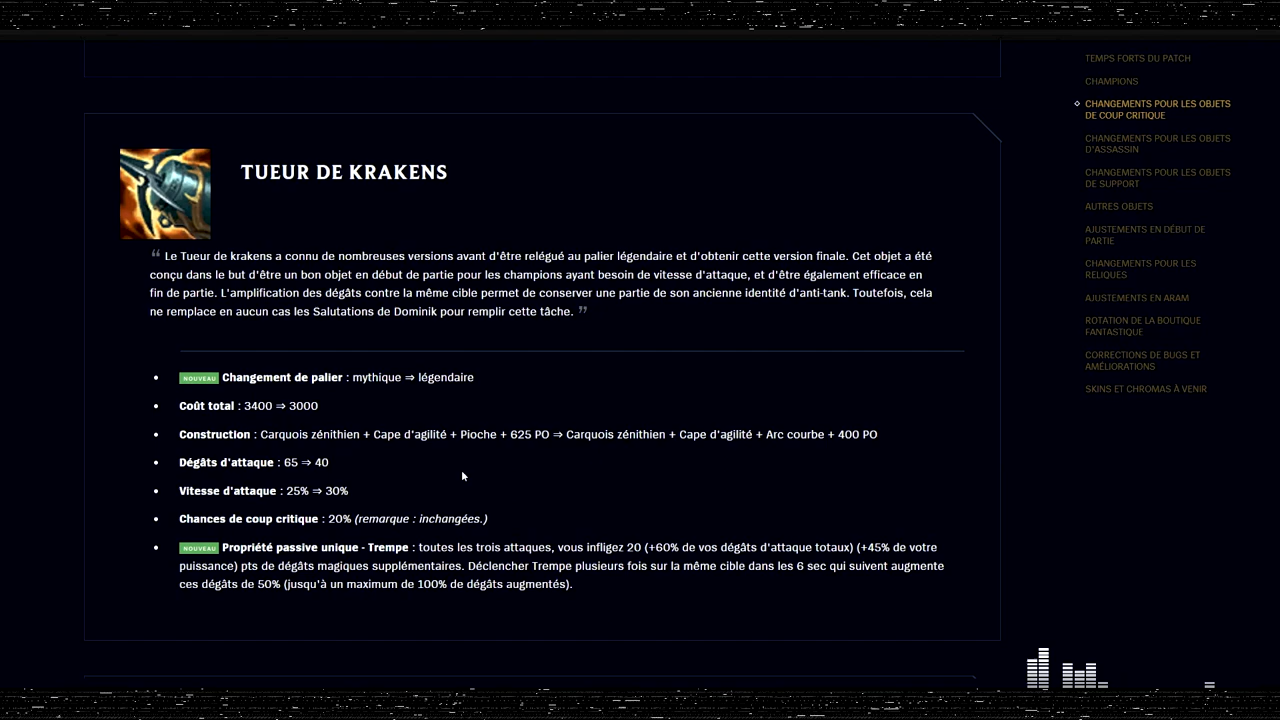 TUEUR DE KRAKENS
“ Le Tueur de krakens a connu de nombreuses versions avant d'être relégué au palier légendaire et d'obtenir cette version finale. Cet objet a été
conçu dans le but d'être un bon objet en début de partie pour les champions ayant besoin de vitesse d'attaque, et d'être également efficace en
fin de partie. L'amplification des dégâts contre la même cible permet de conserver une partie de son ancienne identité d'anti-tank. Toutefois, cela
ne remplace en aucun cas les Salutations de Dominik pour remplir cette tâche. ”
• NOUVEAU Changement de palier : mythique ⇒ légendaire
• Coût total : 3400 ⇒ 3000
• Construction : Carquois zénithien + Cape d'agilité + Pioche + 625 PO ⇒ Carquois zénithien + Cape d'agilité + Arc courbe + 400 PO
• Dégâts d'attaque : 65 ⇒ 40
• Vitesse d'attaque : 25% ⇒ 30%
• Chances de coup critique : 20% (remarque : inchangées.)
• NOUVEAU Propriété passive unique - Trempe : toutes les trois attaques, vous infligez 20 (+60% de vos dégâts d'attaque totaux) (+45% de votre
puissance) pts de dégâts magiques supplémentaires. Déclencher Trempe plusieurs fois sur la même cible dans les 6 sec qui suivent augmente
ces dégâts de 50% (jusqu'à un maximum de 100% de dégâts augmentés).
TEMPS FORTS DU PATCH
CHAMPIONS
CHANGEMENTS POUR LES OBJETS
DE COUP CRITIQUE
CHANGEMENTS POUR LES OBJETS
D'ASSASSIN
CHANGEMENTS POUR LES OBJETS
DE SUPPORT
AUTRES OBJETS
AJUSTEMENTS EN DÉBUT DE
PARTIE
CHANGEMENTS POUR LES
RELIQUES
AJUSTEMENTS EN ARAM
ROTATION DE LA BOUTIQUE
FANTASTIQUE
CORRECTIONS DE BUGS ET
AMÉLIORATIONS
SKINS ET CHROMAS À VENIR